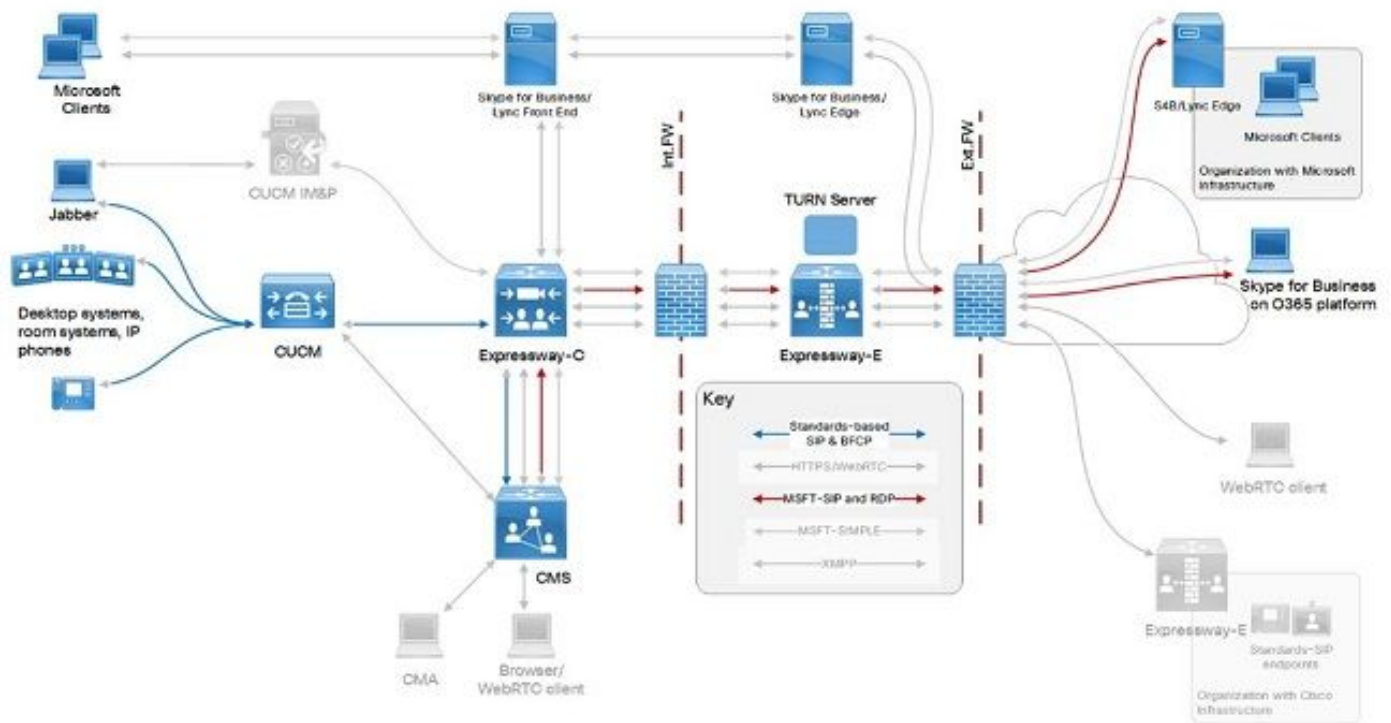 Microsoft
Clients
Skype for Business/
Lync Front End
Skype for Business/
Lync Edge
S4B/Lync Edge
Microsoft Clients
Organization with Microsoft
Infrastructure
CUCM IM&P
Int.FW
Ext.FW
Jabber
TURN Server
Desktop systems,
room systems, IP
phones
CUCM
Expressway-C
Expressway-E
Skype for Business
on O365 platform
Key
Standards-based
SIP & BFCP
HTTPS/WebRTC
MSFT-SIP and RDP
MSFT-SIMPLE
XMPP
WebRTC client
CMS
CMA
Browser/
WebRTC client
Expressway-E
Standards-SIP
endpoints
Organization with Cisco
Infrastructure